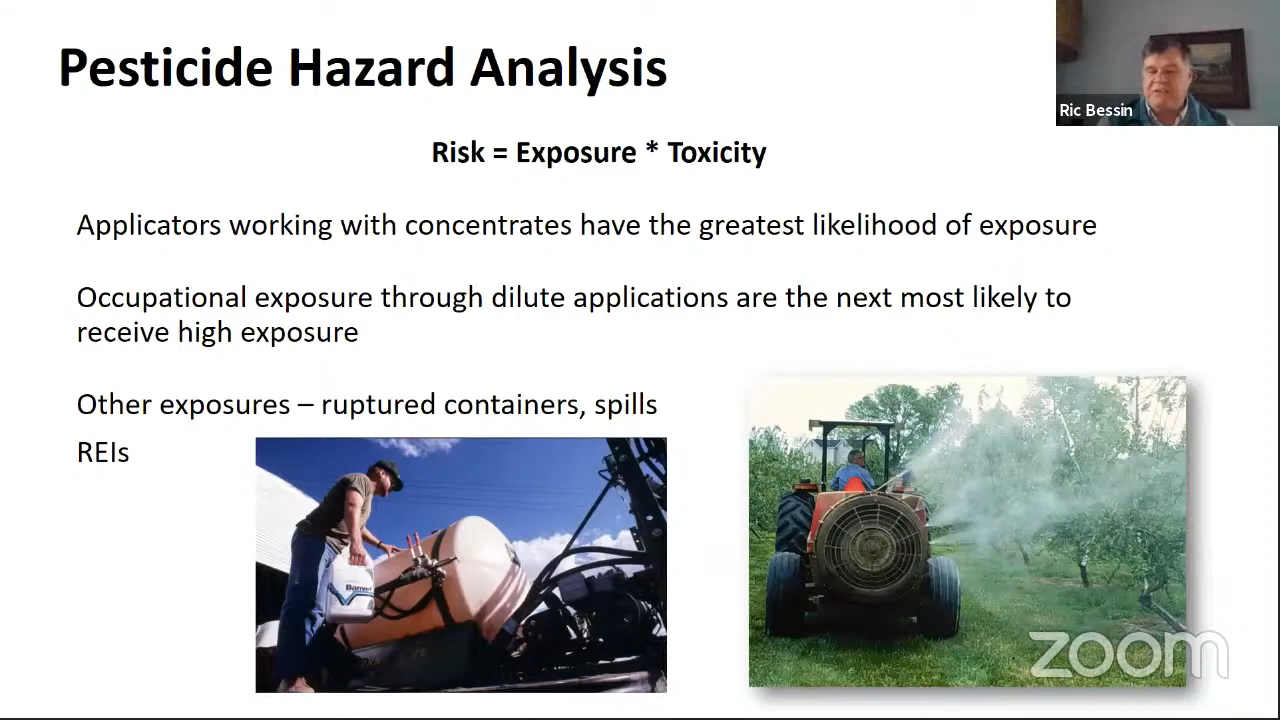 Pesticide Hazard Analysis
Ric Bessin
Risk = Exposure * Toxicity
Applicators working with concentrates have the greatest likelihood of exposure
Occupational exposure through dilute applications are the next most likely to
receive high exposure
Other exposures – ruptured containers, spills
REIs
zoom